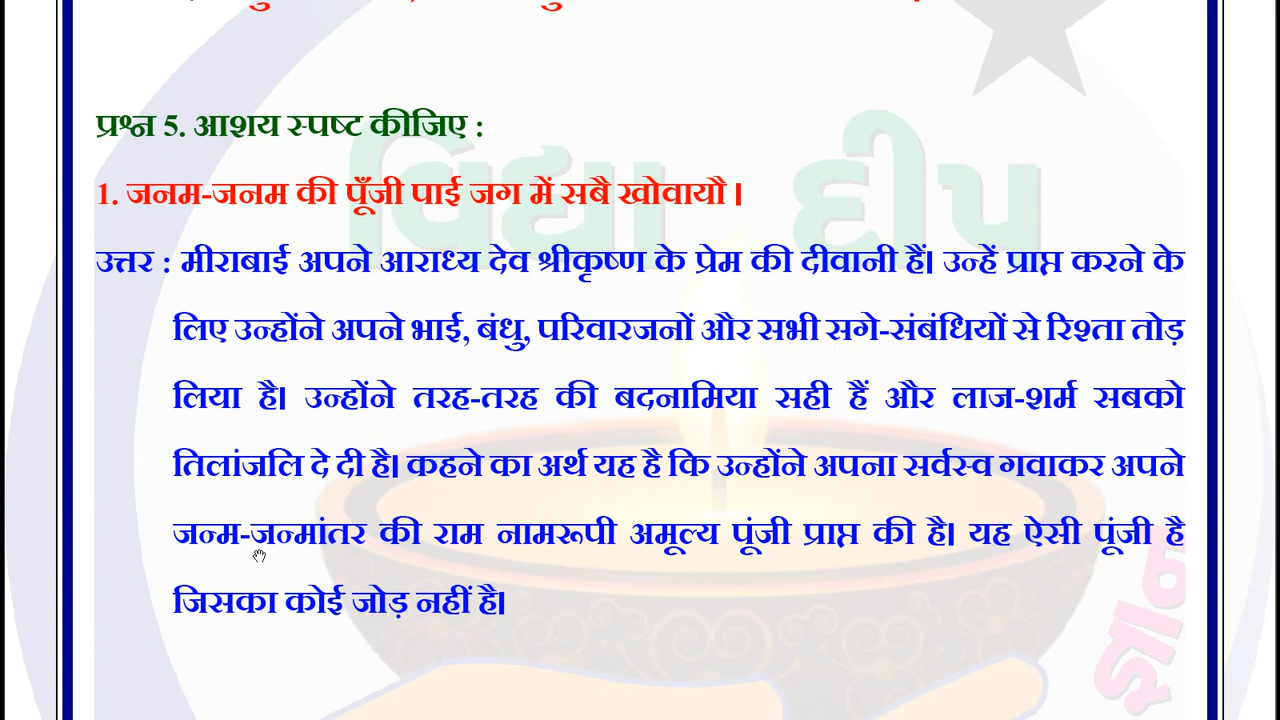 प्रश्न 5. आशय स्पष्ट कीजिए :
1. जनम-जनम की पूँजी पाई जग में सबै खोवायौ।
उत्तर : मीराबाई अपने आराध्य देव श्रीकृष्ण के प्रेम की दीवानी हैं। उन्हें प्राप्त करने के
लिए उन्होंने अपने भाई, बंधु, परिवारजनों और सभी सगे-संबंधियों से रिश्ता तोड़
लिया है। उन्होंने तरह-तरह की बदनामिया सही हैं और लाज-शर्म सबको
तिलांजलि दे दी है। कहने का अर्थ यह है कि उन्होंने अपना सर्वस्व गवाकर अपने
जन्म-जन्मांतर की राम नामरूपी अमूल्य पूंजी प्राप्त की है। यह ऐसी पूंजी है
जिसका कोई जोड़ नहीं है।
વિદ્યા દીપ